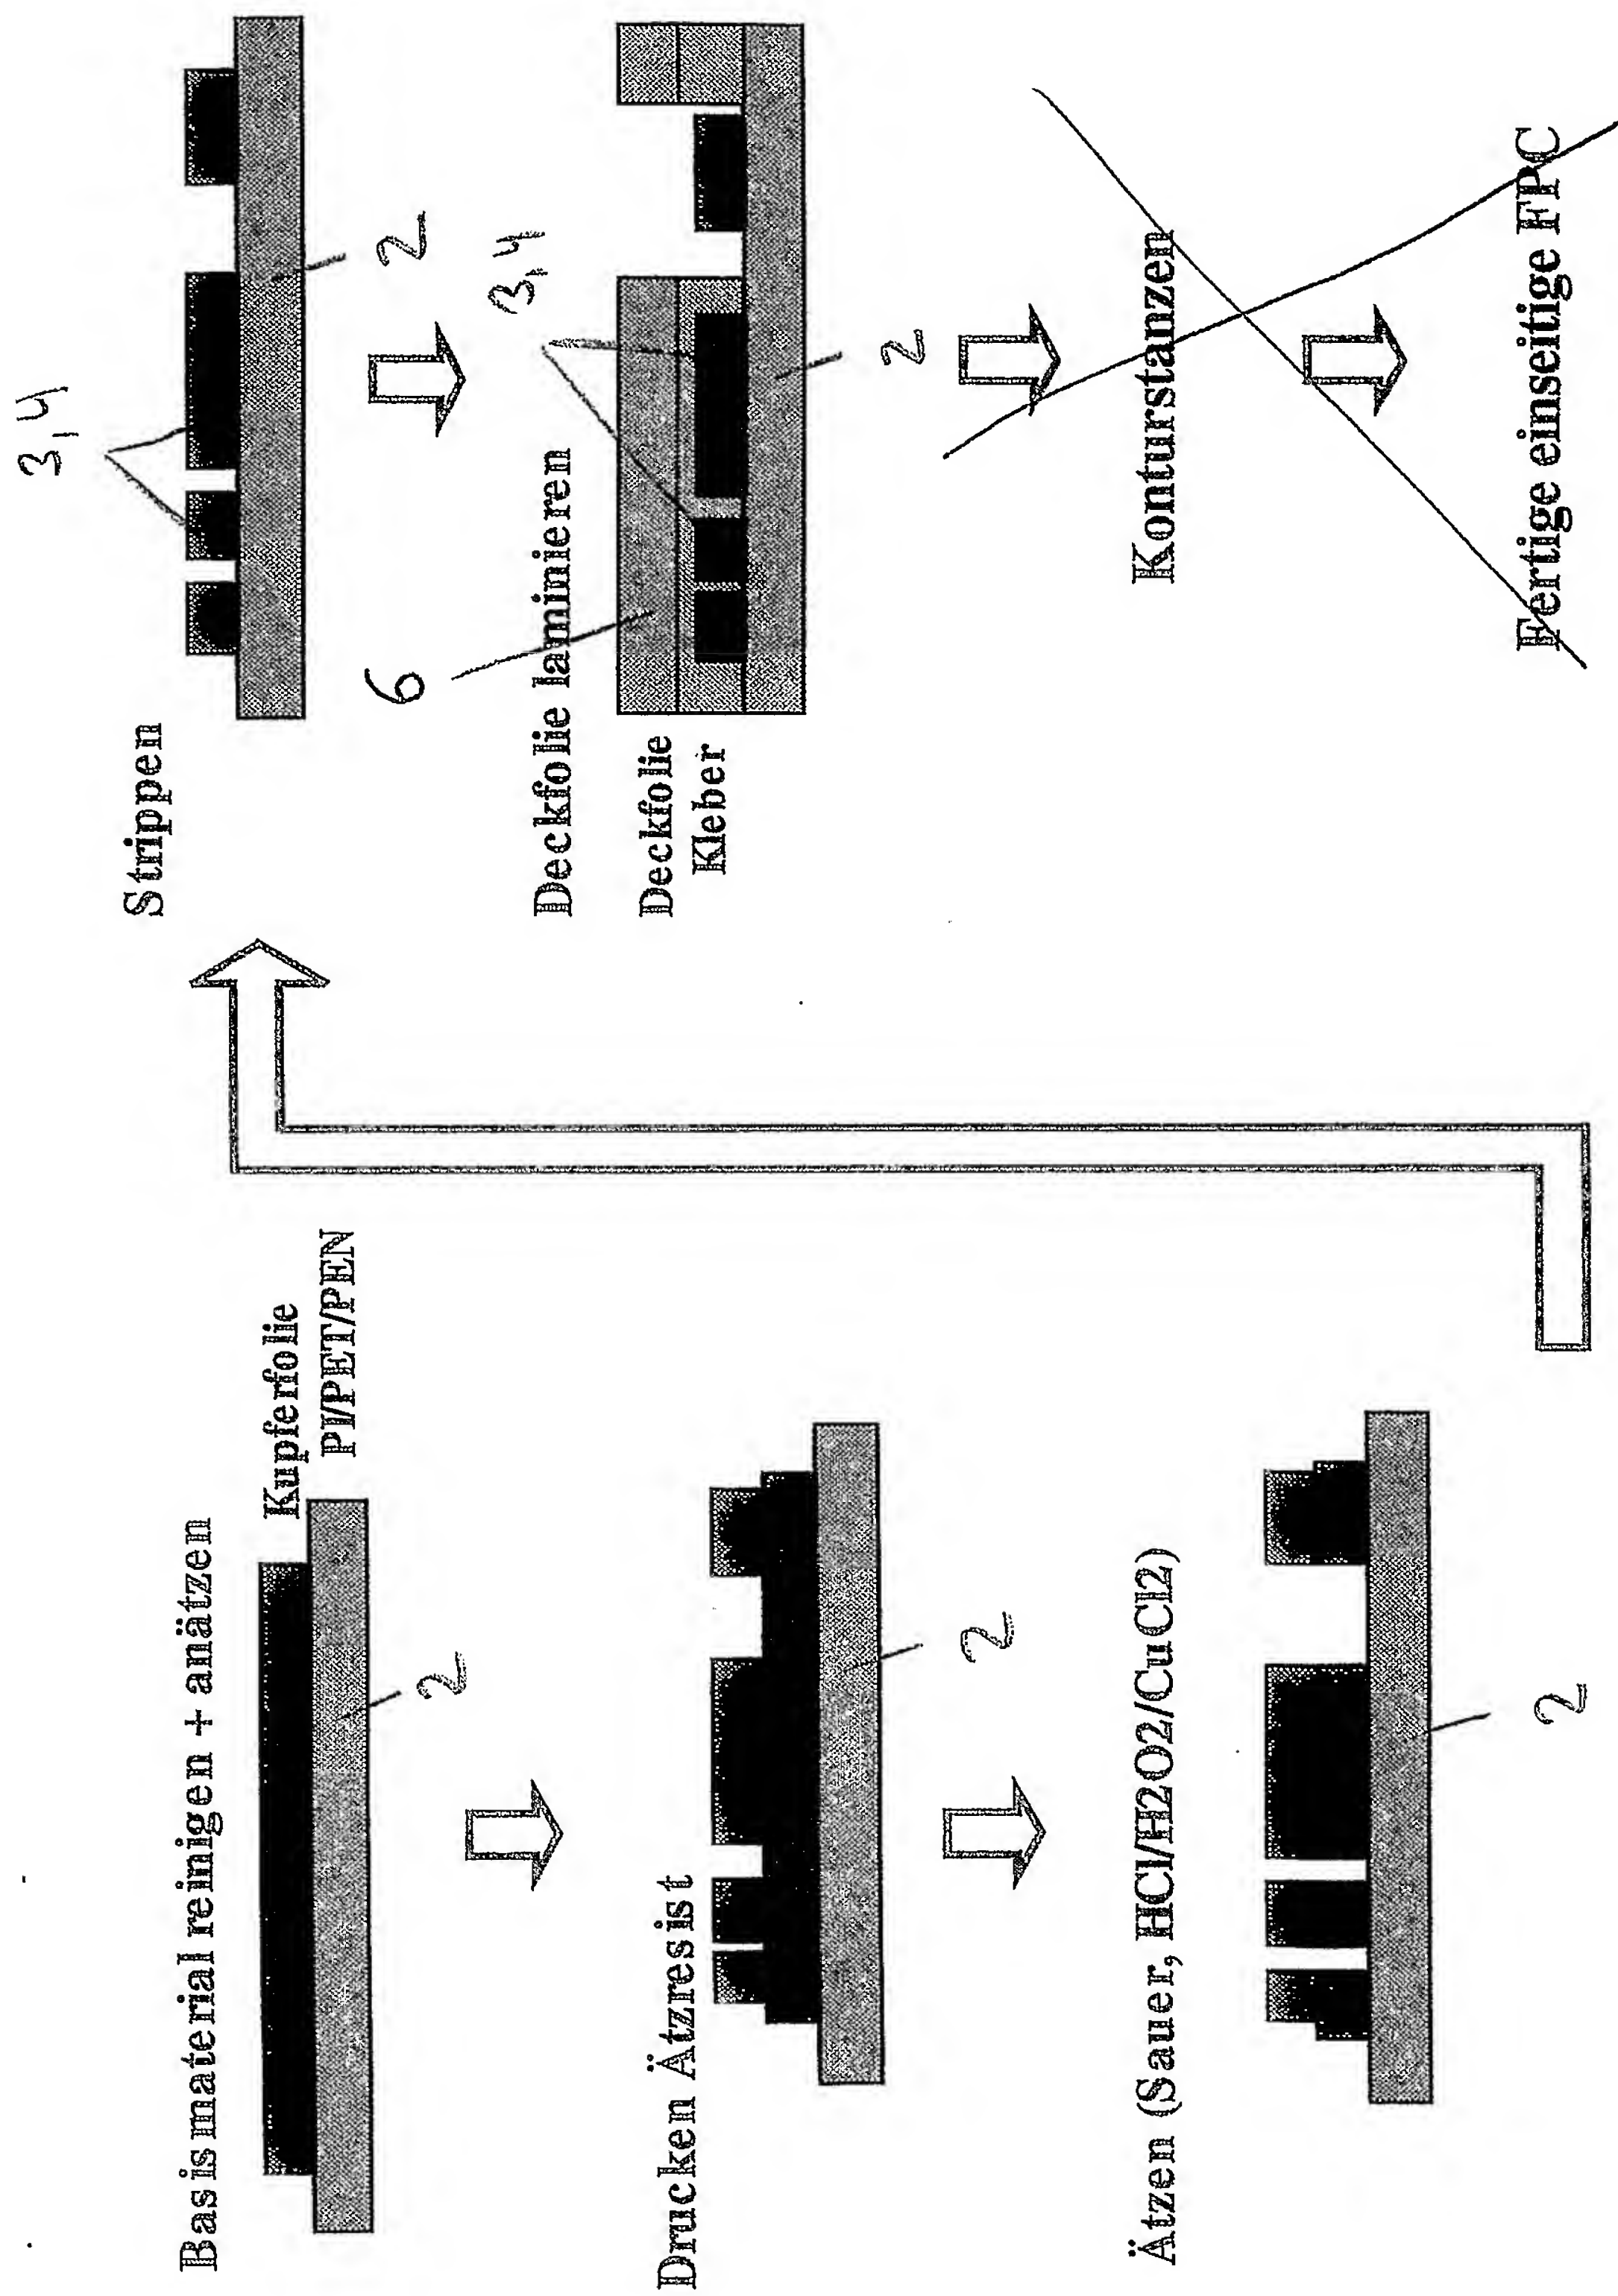 Basismaterial reinigen + anätzen
Kupferfolie
PI/PET/PEN
2
Drucken Ätzresist
2
Ätzen (Sauer, HCl/H2O2/CuCl2)
2
Strippen
3,4
2
6
Deckfolie laminieren
3,4
Deckfolie
Kleber
2
Konturstanzen
Fertige einseitige FPC